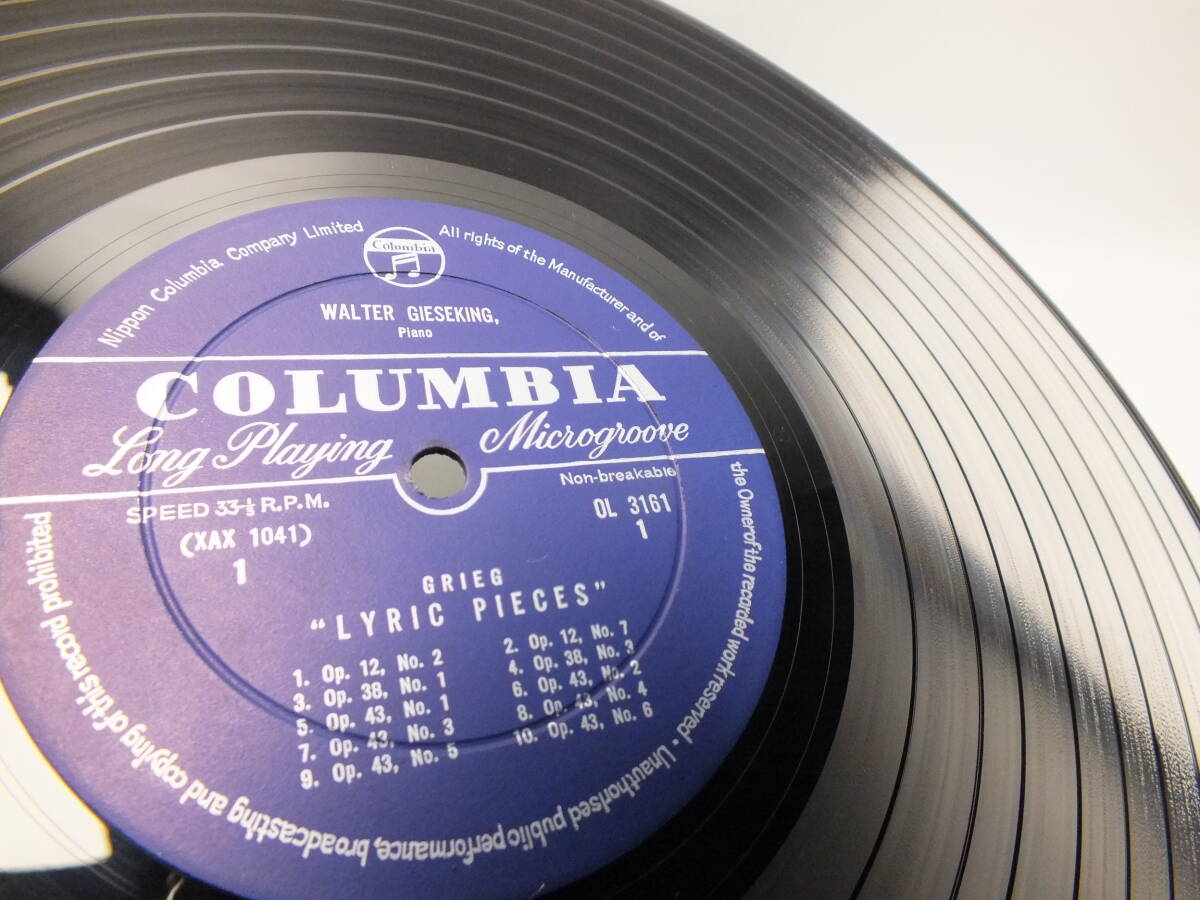 Nippon Columbia Company Limited
Columbia
All rights of the Manufacturer and of
the Owner of the recorded work reserved · Unauthorised public performance, broadcasting and copying of this record prohibited
WALTER GIESEKING,
Piano
COLUMBIA
Long Playing Microgroove
Non-breakable
SPEED 33⅓ R.P.M.
OL 3161
(XAX 1041)
1
1
GRIEG
"LYRIC PIECES"
1. Op. 12, No. 2
2. Op. 12, No. 7
3. Op. 38, No. 1
4. Op. 38, No. 3
5. Op. 43, No. 1
6. Op. 43, No. 2
7. Op. 43, No. 3
8. Op. 43, No. 4
9. Op. 43, No. 5
10. Op. 43, No. 6